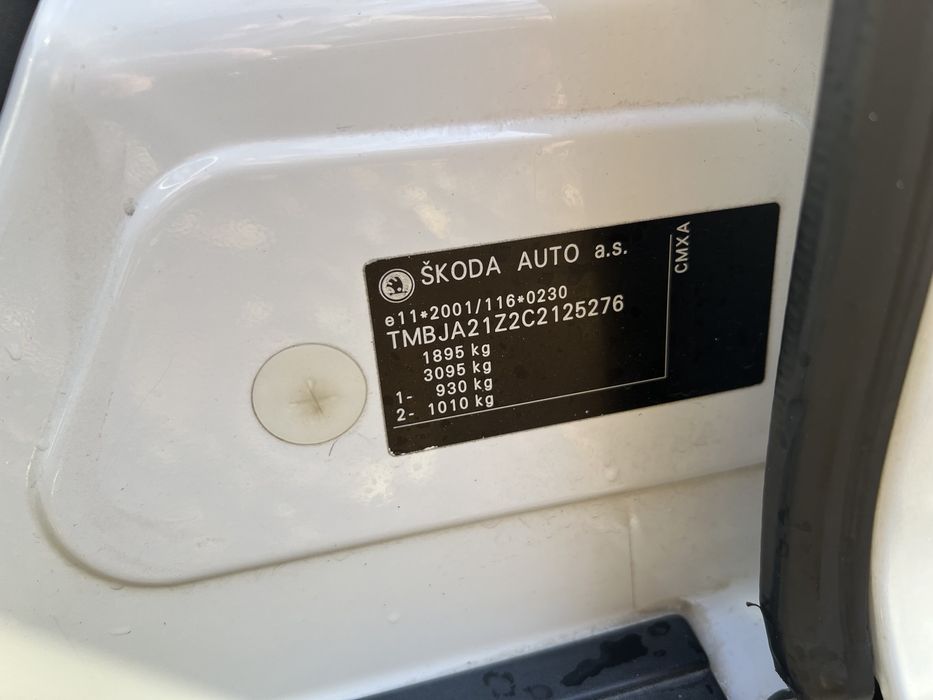 ŠKODA AUTO a.s.
e11*2001/116*0230
TMBJA21Z2C2125276
1895 kg
3095 kg
1- 930 kg
2- 1010 kg
CMXA